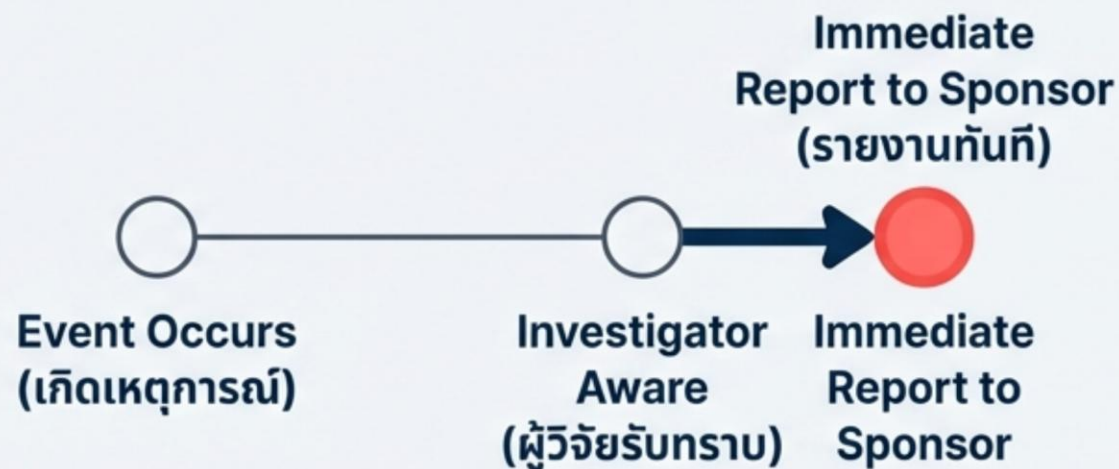 Immediate
Report to Sponsor
(รายงานทันที)
Event Occurs
(เกิดเหตุการณ์)
Investigator
Aware
(ผู้วิจัยรับทราบ)
Immediate
Report to
Sponsor